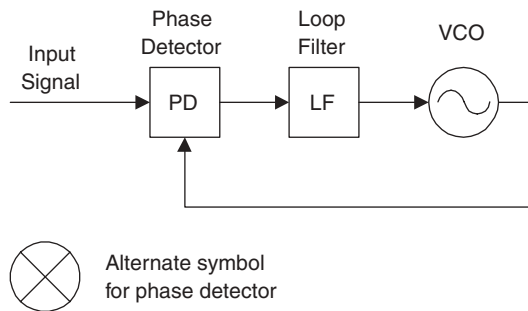 Phase
Detector
Loop
Filter
VCO
Input
Signal
PD
LF
Alternate symbol
for phase detector